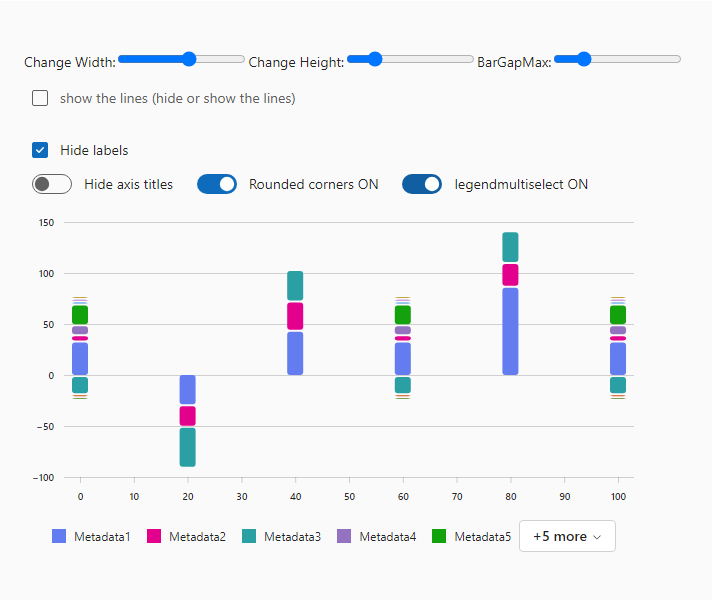 Change Width: Change Height: BarGapMax:
show the lines (hide or show the lines)
Hide labels
Hide axis titles Rounded corners ON legendmultiselect ON
150
100
50
0
−50
−100
0 10 20 30 40 50 60 70 80 90 100
Metadata1 Metadata2 Metadata3 Metadata4 Metadata5 +5 more